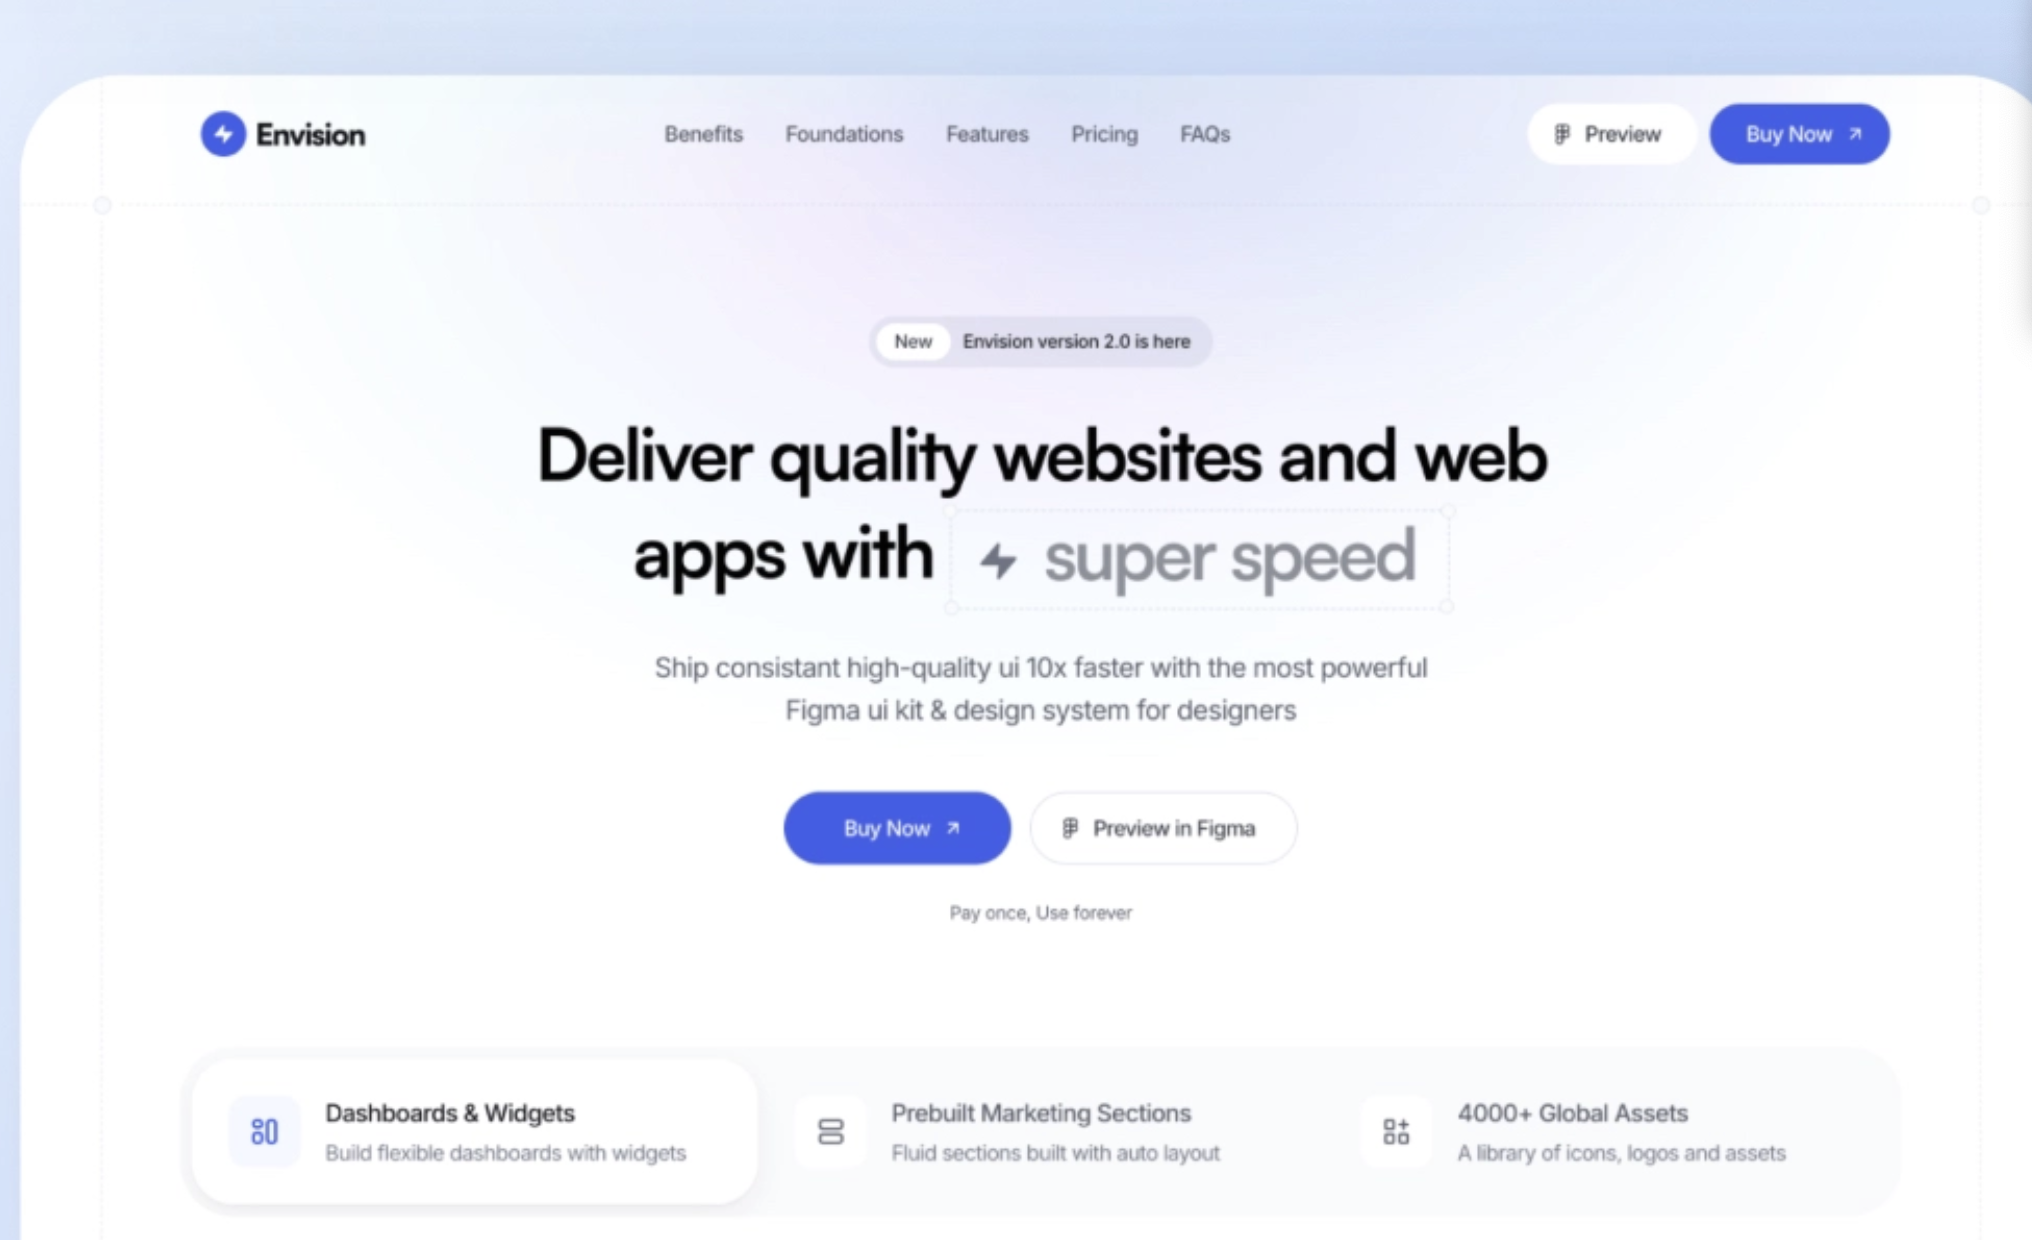 Envision
Benefits
Foundations
Features
Pricing
FAQs
Preview
Buy Now
New
Envision version 2.0 is here
Deliver quality websites and web
apps with super speed
Ship consistant high-quality ui 10x faster with the most powerful
Figma ui kit & design system for designers
Buy Now
Preview in Figma
Pay once, Use forever
Dashboards & Widgets
Build flexible dashboards with widgets
Prebuilt Marketing Sections
Fluid sections built with auto layout
4000+ Global Assets
A library of icons, logos and assets